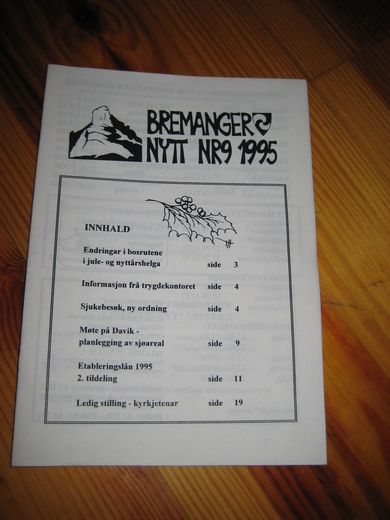 BREMANGER
NYTT NR9 1995
INNHALD
Endringar i bosrutene
i jule- og nyttårshelga side 3
Informasjon frå trygdekontoret side 4
Sjukebesøk, ny ordning side 4
Møte på Davik -
planlegging av sjøareal side 9
Etableringslån 1995
2. tildeling side 11
Ledig stilling - kyrkjetenar side 19